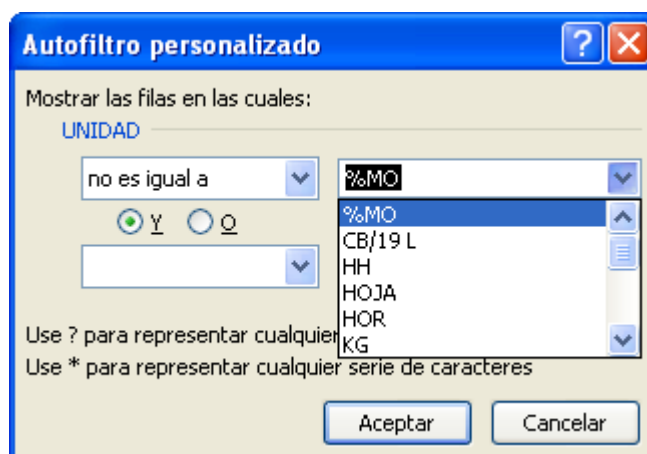 Autofiltro personalizado
Mostrar las filas en las cuales:
UNIDAD
no es igual a %MO
Y O
%MO
CB/19 L
HH
HOJA
HOR
KG
Use ? para representar cualquier
Use * para representar cualquier serie de caracteres
Aceptar Cancelar